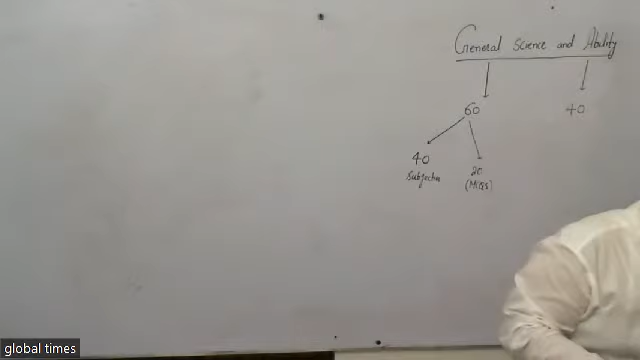 General Science and Ability
60 40
40 20
Subjective (MCQS)
global times